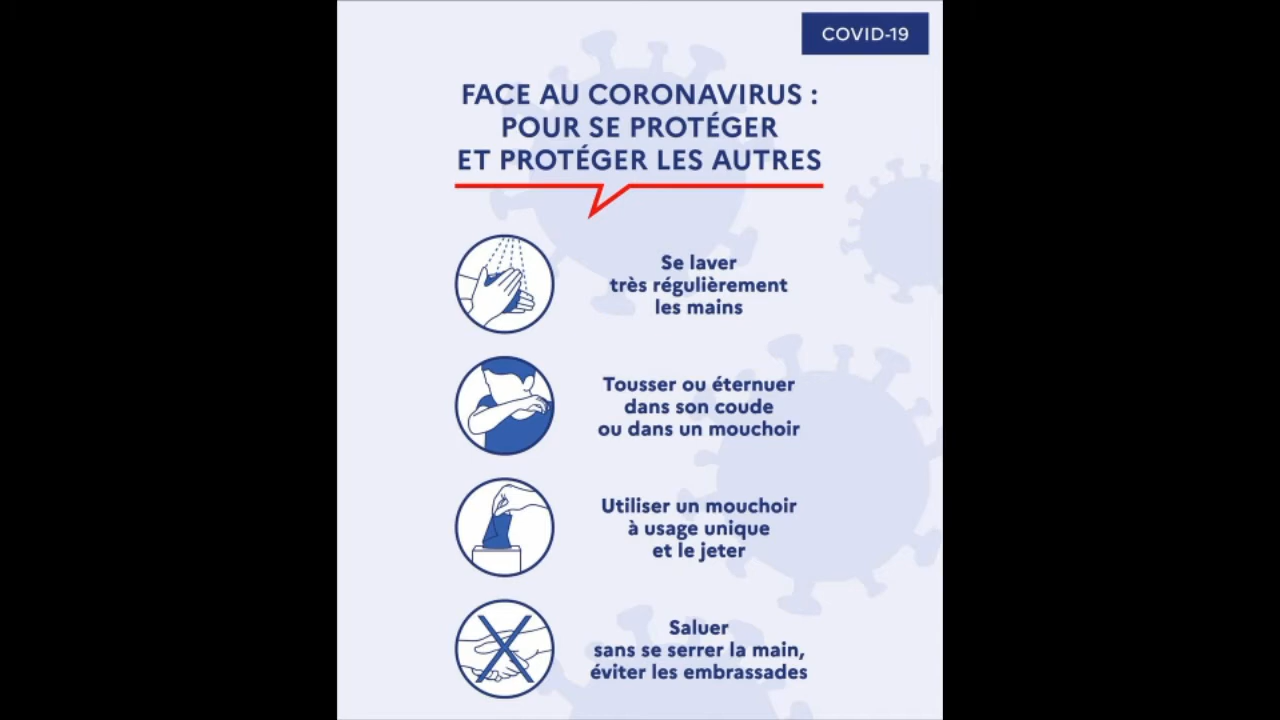 COVID-19
FACE AU CORONAVIRUS :
POUR SE PROTÉGER
ET PROTÉGER LES AUTRES
Se laver
très régulièrement
les mains
Tousser ou éternuer
dans son coude
ou dans un mouchoir
Utiliser un mouchoir
à usage unique
et le jeter
Saluer
sans se serrer la main,
éviter les embrassades